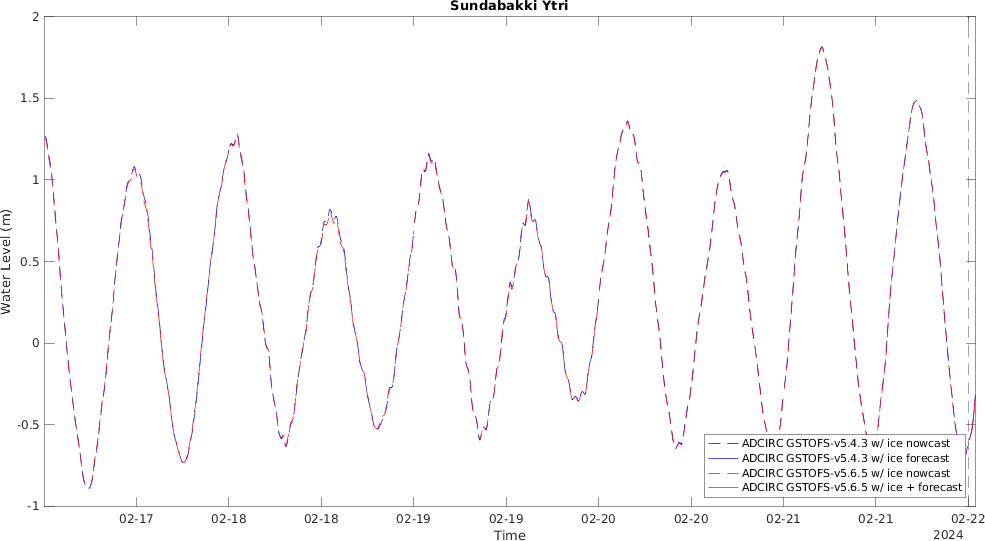 Sundabakki Ytri
2
1.5
1
0.5
0
-0.5
-1
Water Level (m)
ADCIRC GSTOFS-v5.4.3 w/ ice nowcast
ADCIRC GSTOFS-v5.4.3 w/ ice forecast
ADCIRC GSTOFS-v5.6.5 w/ ice nowcast
ADCIRC GSTOFS-v5.6.5 w/ ice + forecast
02-17 02-18 02-18 02-19 02-19 02-20 02-20 02-21 02-21 02-22
Time
2024